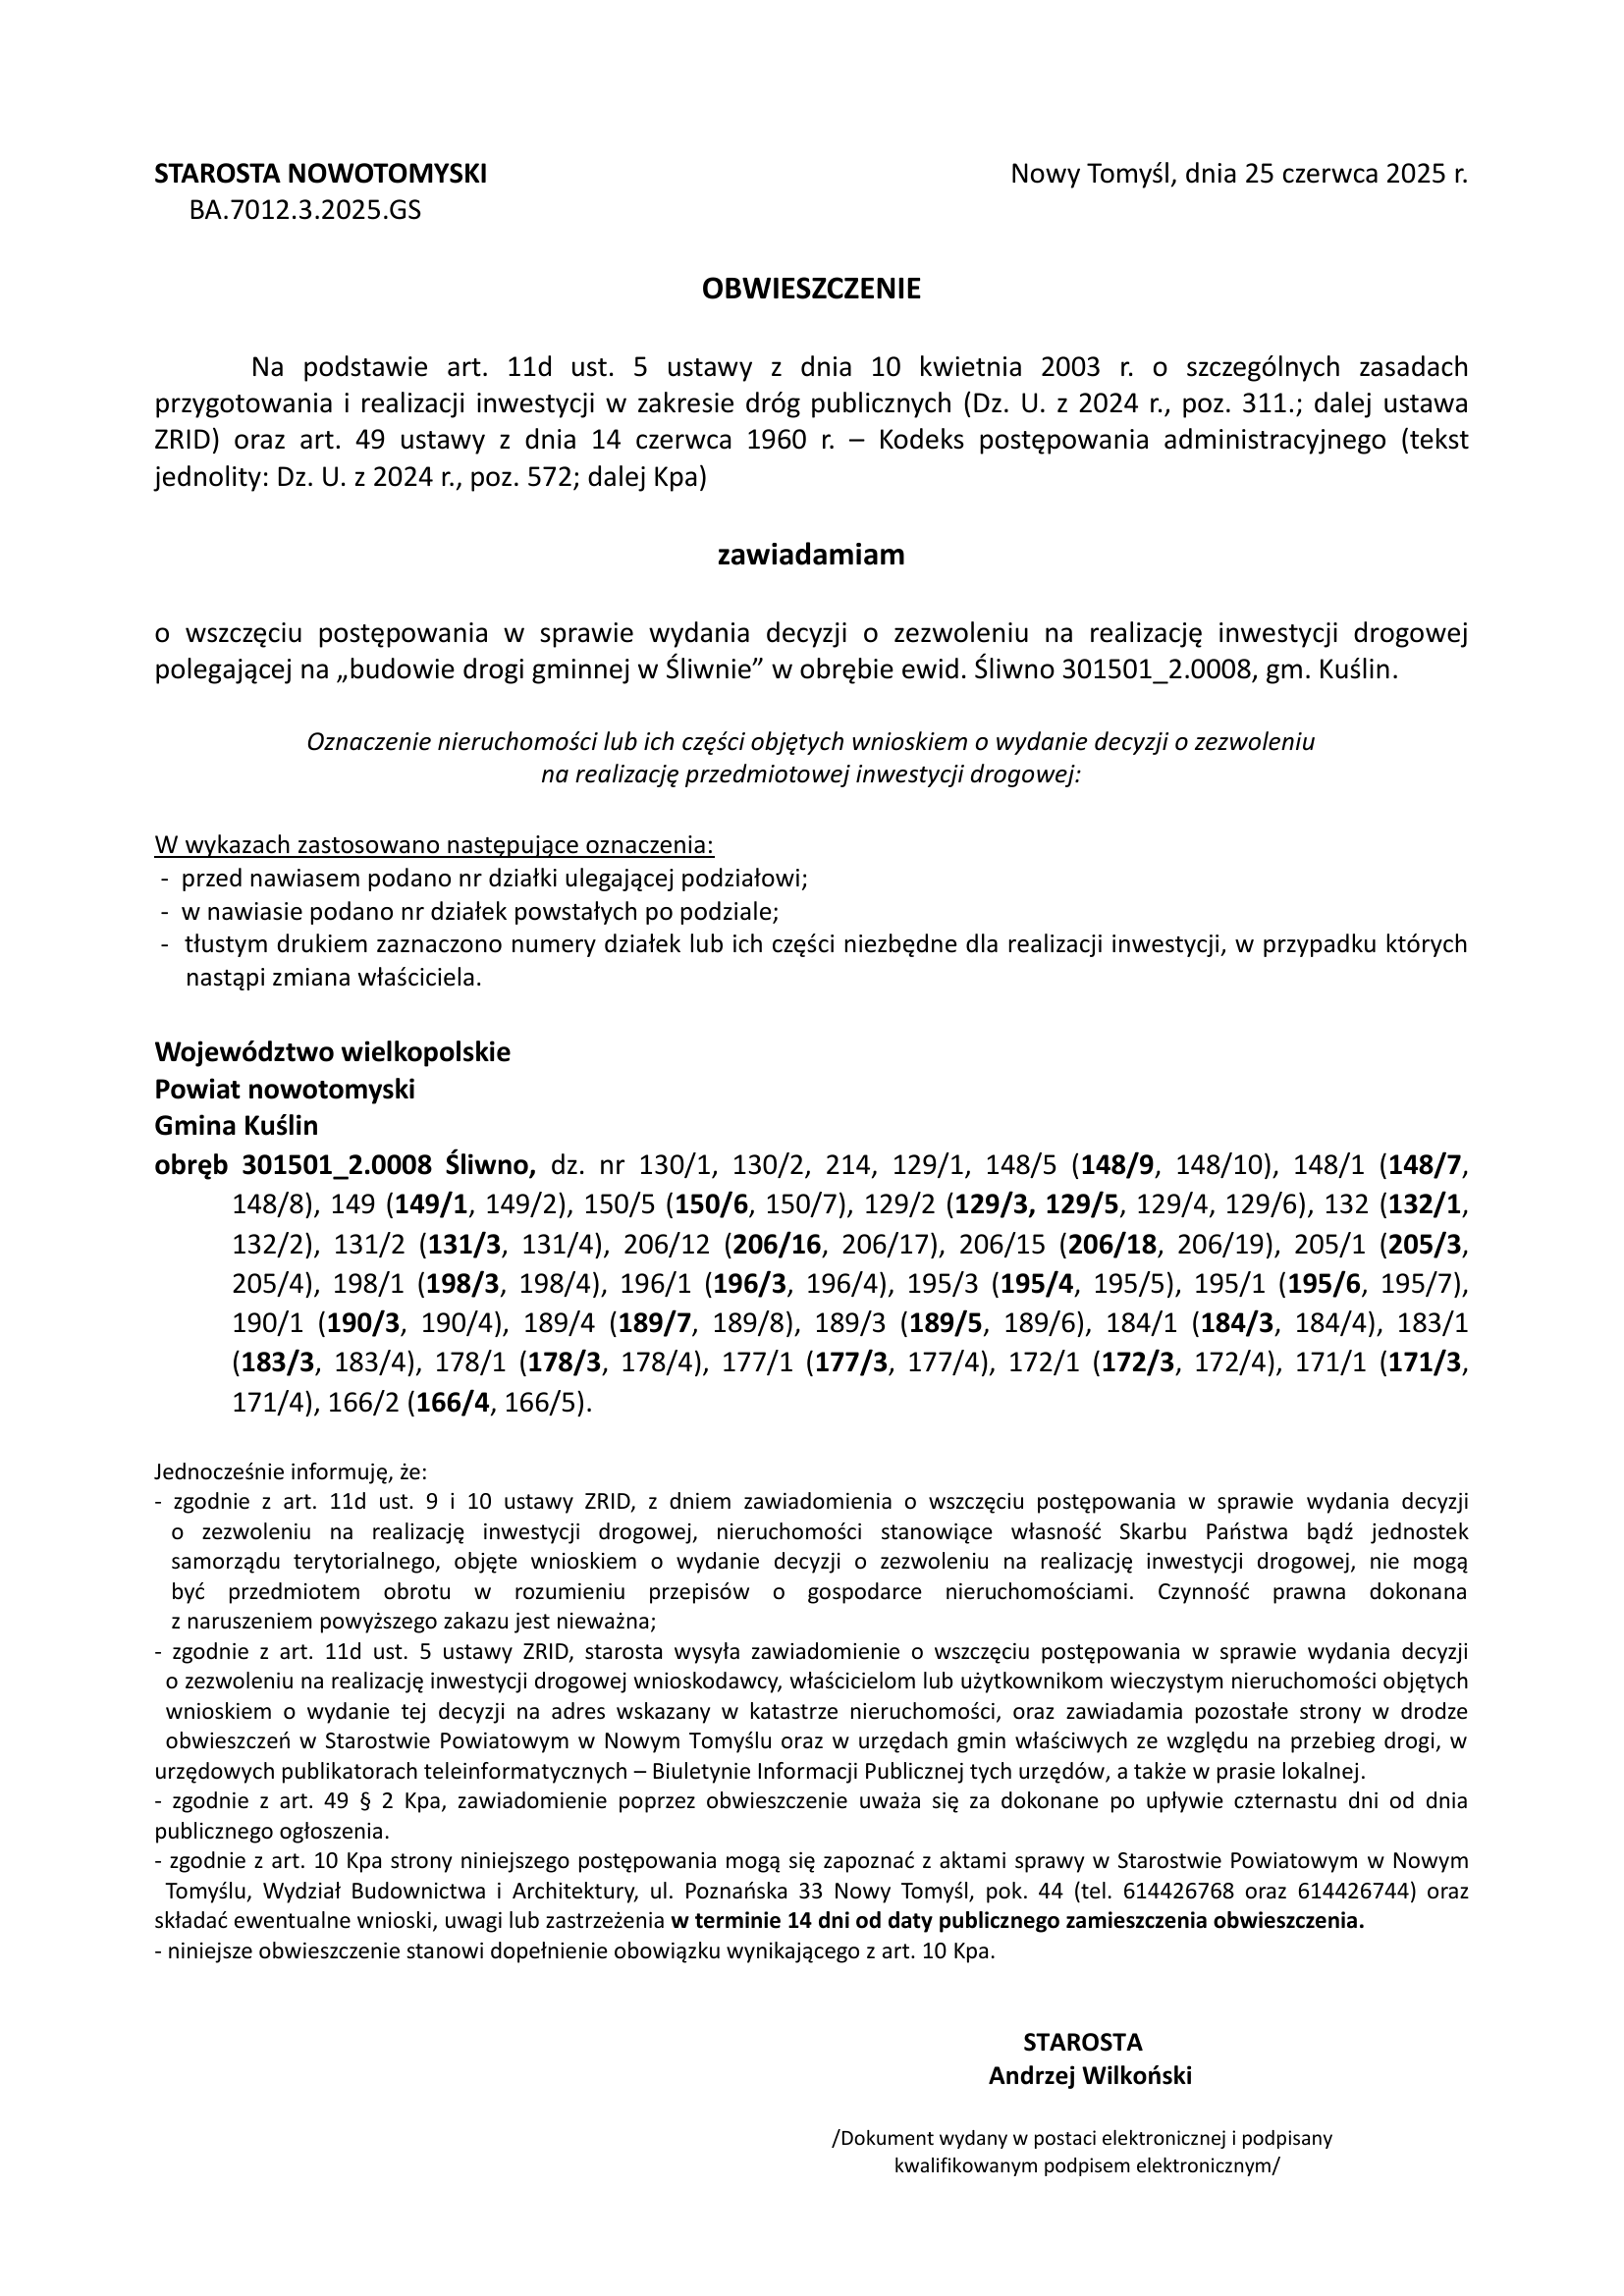 STAROSTA NOWOTOMYSKI
Nowy Tomyśl, dnia 25 czerwca 2025 r.
BA.7012.3.2025.GS
OBWIESZCZENIE
Na podstawie art. 11d ust. 5 ustawy z dnia 10 kwietnia 2003 r. o szczególnych zasadach
przygotowania i realizacji inwestycji w zakresie dróg publicznych (Dz. U. z 2024 r., poz. 311.; dalej ustawa
ZRID) oraz art. 49 ustawy z dnia 14 czerwca 1960 r. – Kodeks postępowania administracyjnego (tekst
jednolity: Dz. U. z 2024 r., poz. 572; dalej Kpa)
zawiadamiam
o wszczęciu postępowania w sprawie wydania decyzji o zezwoleniu na realizację inwestycji drogowej
polegającej na „budowie drogi gminnej w Śliwnie” w obrębie ewid. Śliwno 301501_2.0008, gm. Kuślin.
Oznaczenie nieruchomości lub ich części objętych wnioskiem o wydanie decyzji o zezwoleniu
na realizację przedmiotowej inwestycji drogowej:
W wykazach zastosowano następujące oznaczenia:
- przed nawiasem podano nr działki ulegającej podziałowi;
- w nawiasie podano nr działek powstałych po podziale;
- tłustym drukiem zaznaczono numery działek lub ich części niezbędne dla realizacji inwestycji, w przypadku których
nastąpi zmiana właściciela.
Województwo wielkopolskie
Powiat nowotomyski
Gmina Kuślin
obręb 301501_2.0008 Śliwno, dz. nr 130/1, 130/2, 214, 129/1, 148/5 (148/9, 148/10), 148/1 (148/7,
148/8), 149 (149/1, 149/2), 150/5 (150/6, 150/7), 129/2 (129/3, 129/5, 129/4, 129/6), 132 (132/1,
132/2), 131/2 (131/3, 131/4), 206/12 (206/16, 206/17), 206/15 (206/18, 206/19), 205/1 (205/3,
205/4), 198/1 (198/3, 198/4), 196/1 (196/3, 196/4), 195/3 (195/4, 195/5), 195/1 (195/6, 195/7),
190/1 (190/3, 190/4), 189/4 (189/7, 189/8), 189/3 (189/5, 189/6), 184/1 (184/3, 184/4), 183/1
(183/3, 183/4), 178/1 (178/3, 178/4), 177/1 (177/3, 177/4), 172/1 (172/3, 172/4), 171/1 (171/3,
171/4), 166/2 (166/4, 166/5).
Jednocześnie informuję, że:
- zgodnie z art. 11d ust. 9 i 10 ustawy ZRID, z dniem zawiadomienia o wszczęciu postępowania w sprawie wydania decyzji
o zezwoleniu na realizację inwestycji drogowej, nieruchomości stanowiące własność Skarbu Państwa bądź jednostek
samorządu terytorialnego, objęte wnioskiem o wydanie decyzji o zezwoleniu na realizację inwestycji drogowej, nie mogą
być przedmiotem obrotu w rozumieniu przepisów o gospodarce nieruchomościami. Czynność prawna dokonana
z naruszeniem powyższego zakazu jest nieważna;
- zgodnie z art. 11d ust. 5 ustawy ZRID, starosta wysyła zawiadomienie o wszczęciu postępowania w sprawie wydania decyzji
o zezwoleniu na realizację inwestycji drogowej wnioskodawcy, właścicielom lub użytkownikom wieczystym nieruchomości objętych
wnioskiem o wydanie tej decyzji na adres wskazany w katastrze nieruchomości, oraz zawiadamia pozostałe strony w drodze
obwieszczeń w Starostwie Powiatowym w Nowym Tomyślu oraz w urzędach gmin właściwych ze względu na przebieg drogi, w
urzędowych publikatorach teleinformatycznych – Biuletynie Informacji Publicznej tych urzędów, a także w prasie lokalnej.
- zgodnie z art. 49 § 2 Kpa, zawiadomienie poprzez obwieszczenie uważa się za dokonane po upływie czternastu dni od dnia
publicznego ogłoszenia.
- zgodnie z art. 10 Kpa strony niniejszego postępowania mogą się zapoznać z aktami sprawy w Starostwie Powiatowym w Nowym
Tomyślu, Wydział Budownictwa i Architektury, ul. Poznańska 33 Nowy Tomyśl, pok. 44 (tel. 614426768 oraz 614426744) oraz
składać ewentualne wnioski, uwagi lub zastrzeżenia w terminie 14 dni od daty publicznego zamieszczenia obwieszczenia.
- niniejsze obwieszczenie stanowi dopełnienie obowiązku wynikającego z art. 10 Kpa.
STAROSTA
Andrzej Wilkoński
/Dokument wydany w postaci elektronicznej i podpisany
kwalifikowanym podpisem elektronicznym/